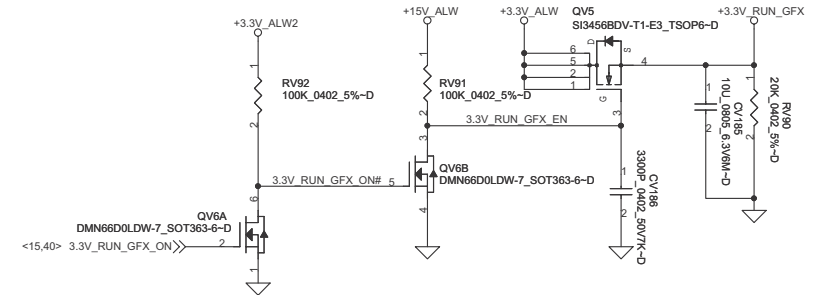 +3.3V_ALW2
+15V_ALW
+3.3V_ALW
QV5
SI3456BDV-T1-E3_TSOP6~D
+3.3V_RUN_GFX
1
RV92
100K_0402_5%~D
2
1
RV91
100K_0402_5%~D
2
6
5
2
1
D
S
G
4
3
1
CV185
10U_0805_6.3V6M~D
2
1
RV90
20K_0402_5%~D
2
3.3V_RUN_GFX_EN
3
QV6B
DMN66D0LDW-7_SOT363-6~D
3.3V_RUN_GFX_ON#
5
4
1
CV186
3300P_0402_50V7K~D
2
6
QV6A
DMN66D0LDW-7_SOT363-6~D
<15,40>
3.3V_RUN_GFX_ON
2
1